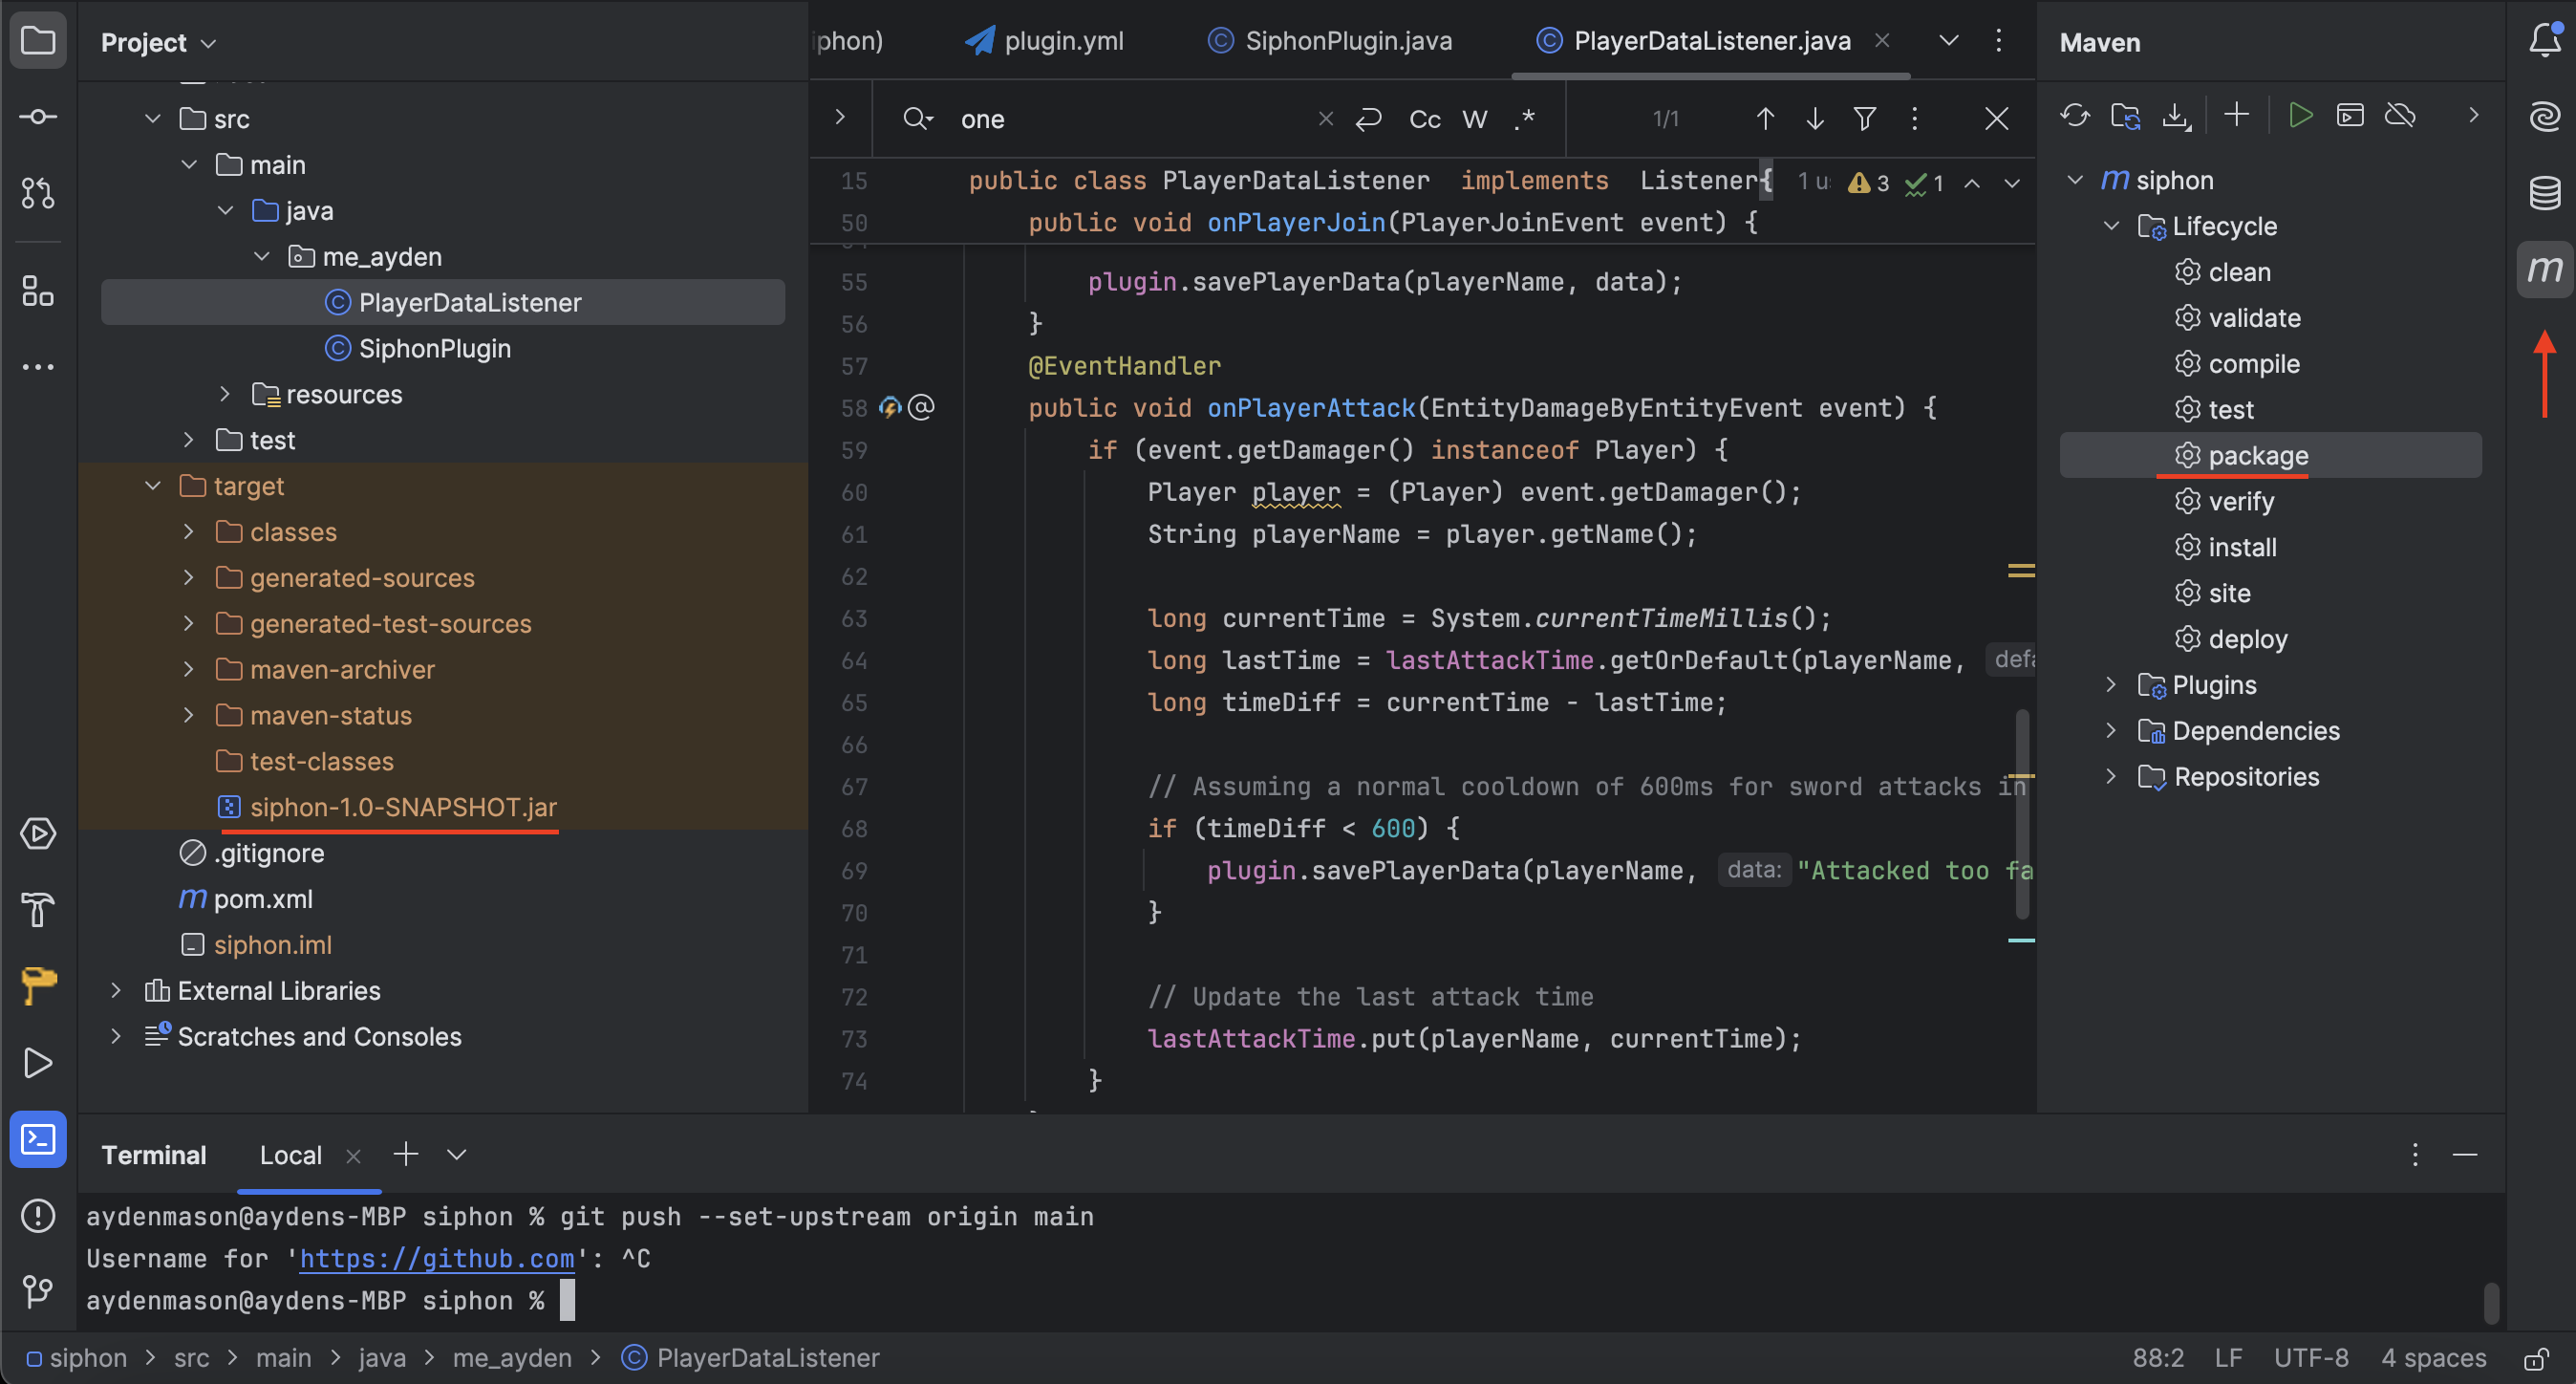 Project
src
main
java
me_ayden
PlayerDataListener
SiphonPlugin
resources
test
target
classes
generated-sources
generated-test-sources
maven-archiver
maven-status
test-classes
siphon-1.0-SNAPSHOT.jar
.gitignore
m pom.xml
siphon.iml
External Libraries
Scratches and Consoles
iphon) plugin.yml © SiphonPlugin.java © PlayerDataListener.java
one Cc W .* 1/1
15 public class PlayerDataListener implements Listener{ 1 u 3 1
50 public void onPlayerJoin(PlayerJoinEvent event) {
55 plugin.savePlayerData(playerName, data);
56 }
57 @EventHandler
58 @ public void onPlayerAttack(EntityDamageByEntityEvent event) {
59 if (event.getDamager() instanceof Player) {
60 Player player = (Player) event.getDamager();
61 String playerName = player.getName();
62
63 long currentTime = System.currentTimeMillis();
64 long lastTime = lastAttackTime.getOrDefault(playerName, defa
65 long timeDiff = currentTime - lastTime;
66
67 // Assuming a normal cooldown of 600ms for sword attacks in
68 if (timeDiff < 600) {
69 plugin.savePlayerData(playerName, data: "Attacked too fa
70 }
71
72 // Update the last attack time
73 lastAttackTime.put(playerName, currentTime);
74 }
Maven
m siphon
Lifecycle
clean
validate
compile
test
package
verify
install
site
deploy
Plugins
Dependencies
Repositories
m
Terminal Local
aydenmason@aydens-MBP siphon % git push --set-upstream origin main
Username for 'https://github.com': ^C
aydenmason@aydens-MBP siphon %
siphon > src > main > java > me_ayden > © PlayerDataListener 88:2 LF UTF-8 4 spaces